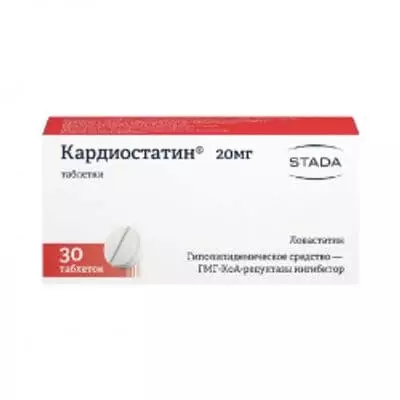 Кардиостатин® 20мг
таблетки
STADA
30
таблеток
Ловастатин
Гиполипидемическое средство —
ГМГ-КоА-редуктазы ингибитор